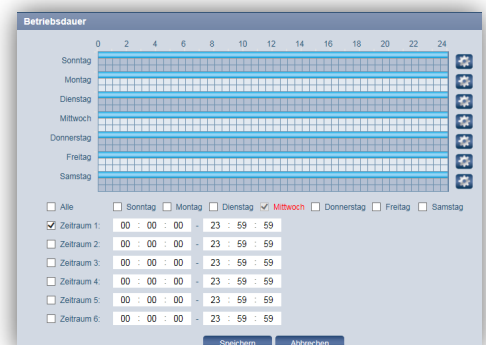 Betriebsdauer
0 2 4 6 8 10 12 14 16 18 20 22 24
Sonntag
Montag
Dienstag
Mittwoch
Donnerstag
Freitag
Samstag
Alle Sonntag Montag Dienstag Mittwoch Donnerstag Freitag Samstag
Zeitraum 1: 00 : 00 : 00 - 23 : 59 : 59
Zeitraum 2: 00 : 00 : 00 - 23 : 59 : 59
Zeitraum 3: 00 : 00 : 00 - 23 : 59 : 59
Zeitraum 4: 00 : 00 : 00 - 23 : 59 : 59
Zeitraum 5: 00 : 00 : 00 - 23 : 59 : 59
Zeitraum 6: 00 : 00 : 00 - 23 : 59 : 59
Speichern Abbrechen